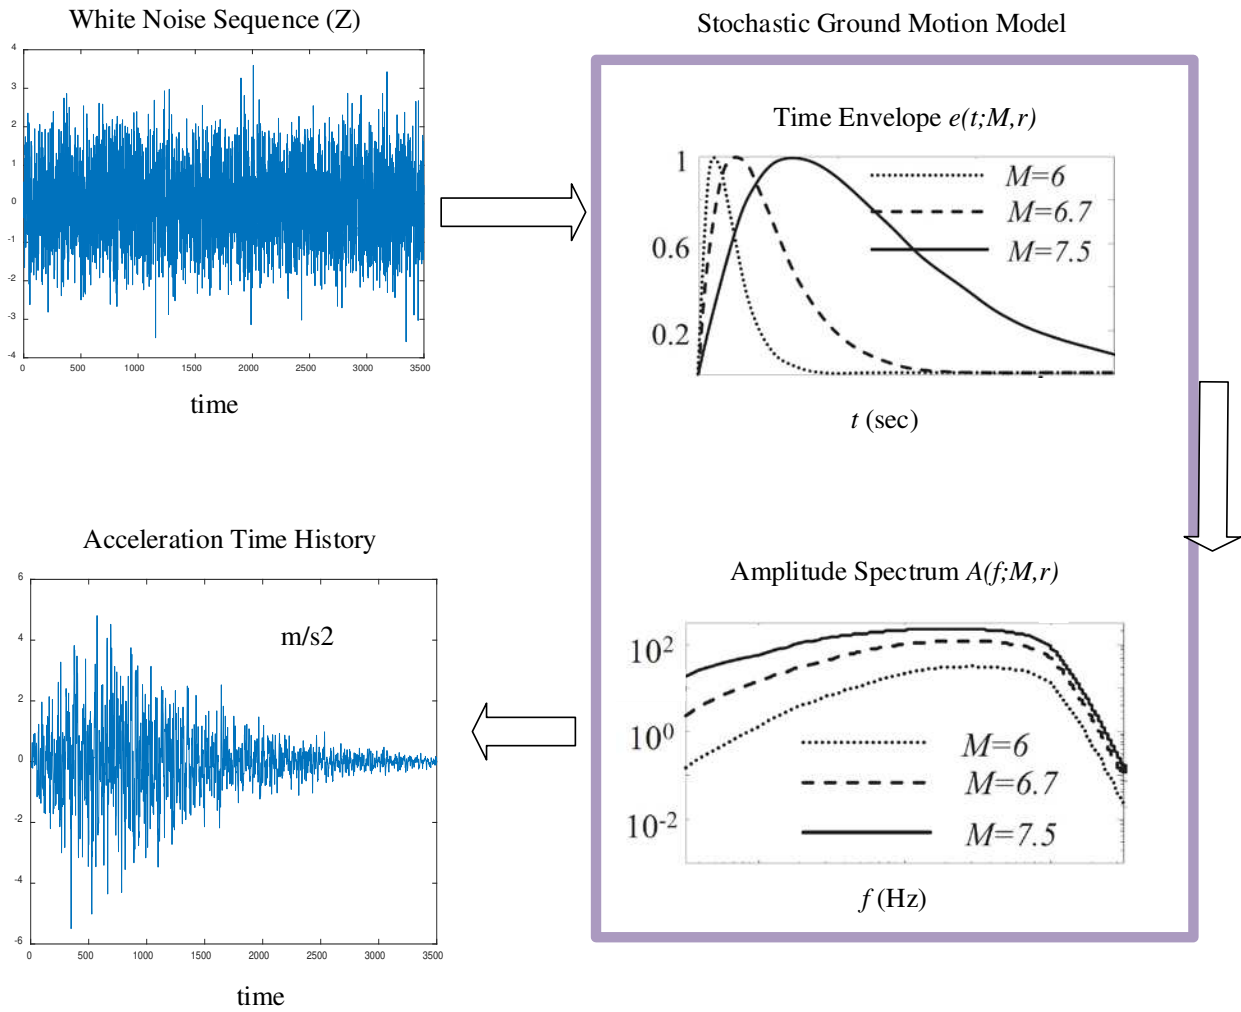 White Noise Sequence (Z)
4
3
2
1
0
-1
-2
-3
-4
0 500 1000 1500 2000 2500 3000 3500
time
Stochastic Ground Motion Model
Time Envelope e(t;M,r)
1
0.6
0.2
M=6
M=6.7
M=7.5
t (sec)
Acceleration Time History
6
4
2
0
-2
-4
-6
m/s2
0 500 1000 1500 2000 2500 3000 3500
time
Amplitude Spectrum A(f;M,r)
10²
10⁰
10⁻²
M=6
M=6.7
M=7.5
f (Hz)